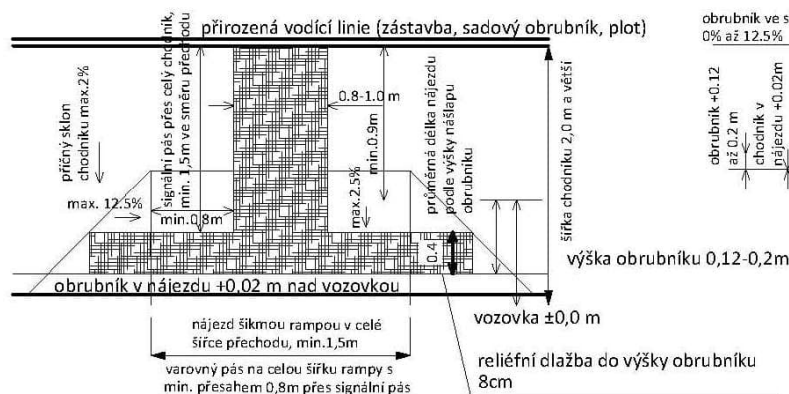 přirozená vodící linie (zástavba, sadový obrubník, plot)
obrubník ve s
0% až 12.5%
příčný sklon
chodníku max.2%
signální pás přes celý chodník,
min. 1,5m ve směru přechodu
0.8-1.0 m
min.0.9m
průměrná délka nájezdu
podle výšky nášlapu
obrubníku
šířka chodníku 2,0 m a větší
obrubník +0.12
až 0.2 m
chodník v
nájezdu +0.02m
max. 12.5%
min.0.8m
max.2.5%
0.4
výška obrubníku 0,12-0,2m
obrubník v nájezdu +0,02 m nad vozovkou
vozovka ±0,0 m
nájezd šikmou rampou v celé
šířce přechodu, min.1,5m
varovný pás na celou šířku rampy s
min. přesahem 0,8m přes signální pás
reliéfní dlažba do výšky obrubníku
8cm